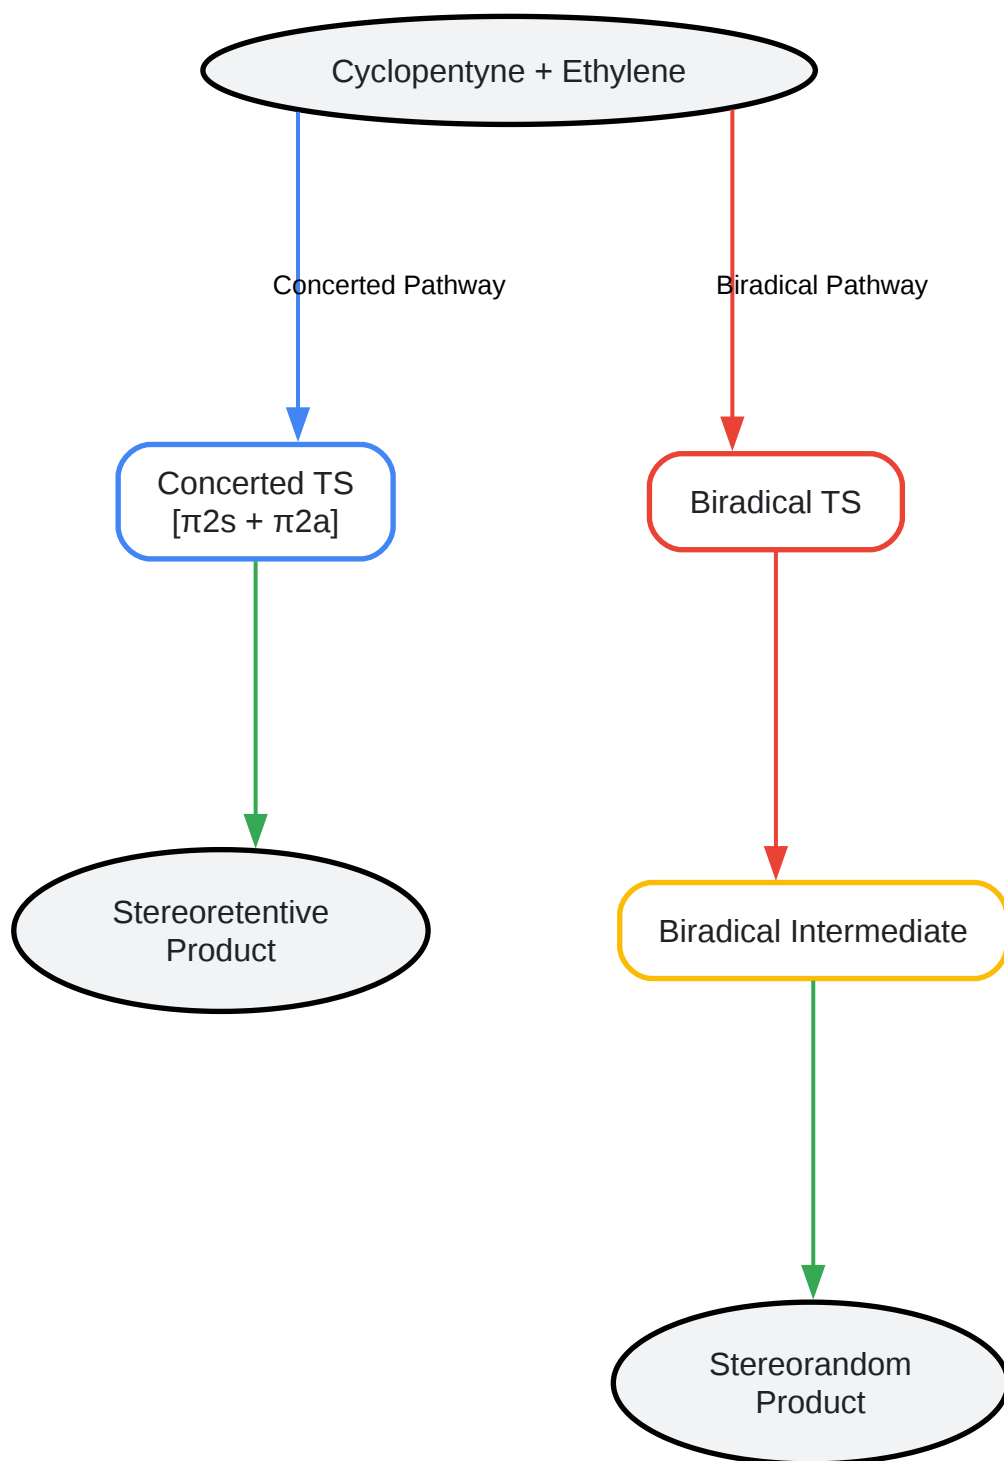 Cyclopentyne + Ethylene
Concerted Pathway
Biradical Pathway
Concerted TS
[π2s + π2a]
Biradical TS
Stereoretentive
Product
Biradical Intermediate
Stereorandom
Product